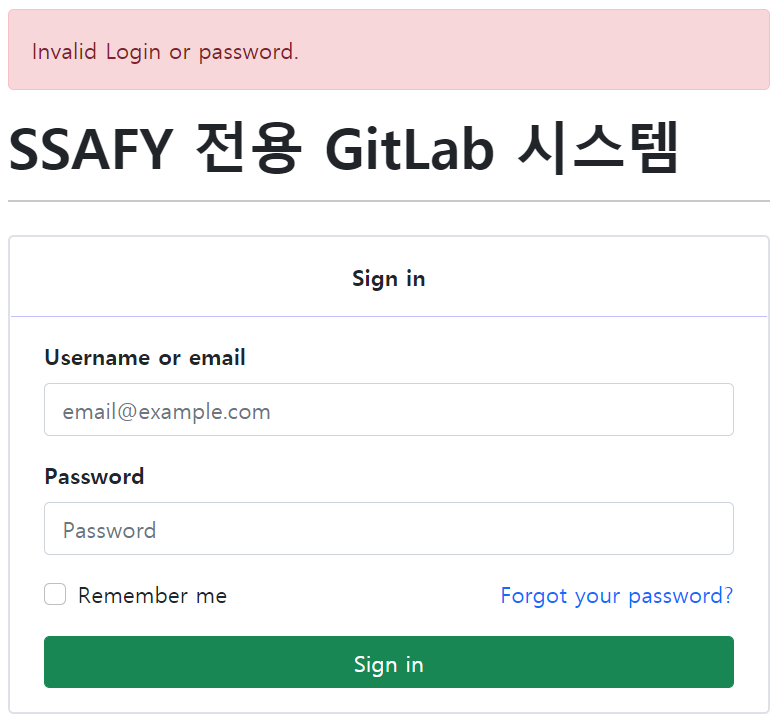 Invalid Login or password.
SSAFY 전용 GitLab 시스템
Sign in
Username or email
email@example.com
Password
Password
Remember me Forgot your password?
Sign in